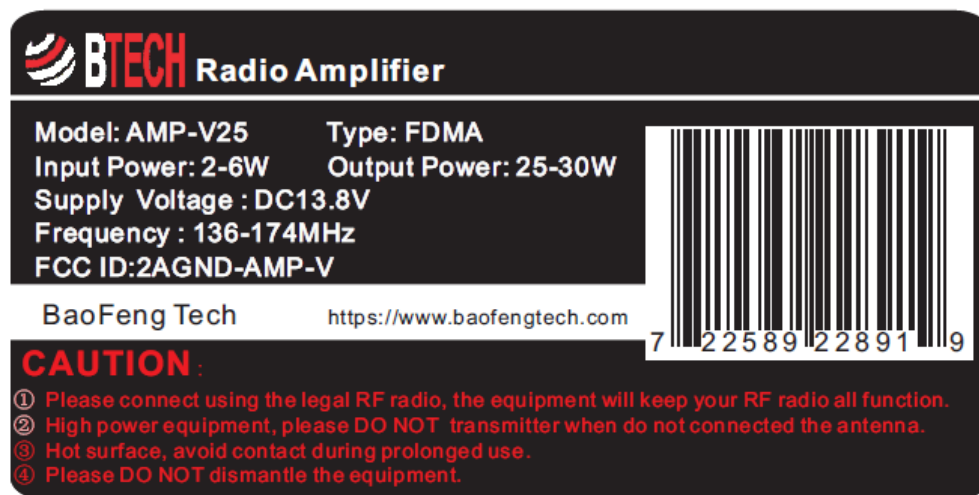 BTECH Radio Amplifier
Model: AMP-V25 Type: FDMA
Input Power: 2-6W Output Power: 25-30W
Supply Voltage : DC13.8V
Frequency : 136-174MHz
FCC ID:2AGND-AMP-V
BaoFeng Tech https://www.baofengtech.com
7 22589 22891 9
CAUTION :
① Please connect using the legal RF radio, the equipment will keep your RF radio all function.
② High power equipment, please DO NOT transmitter when do not connected the antenna.
③ Hot surface, avoid contact during prolonged use.
④ Please DO NOT dismantle the equipment.